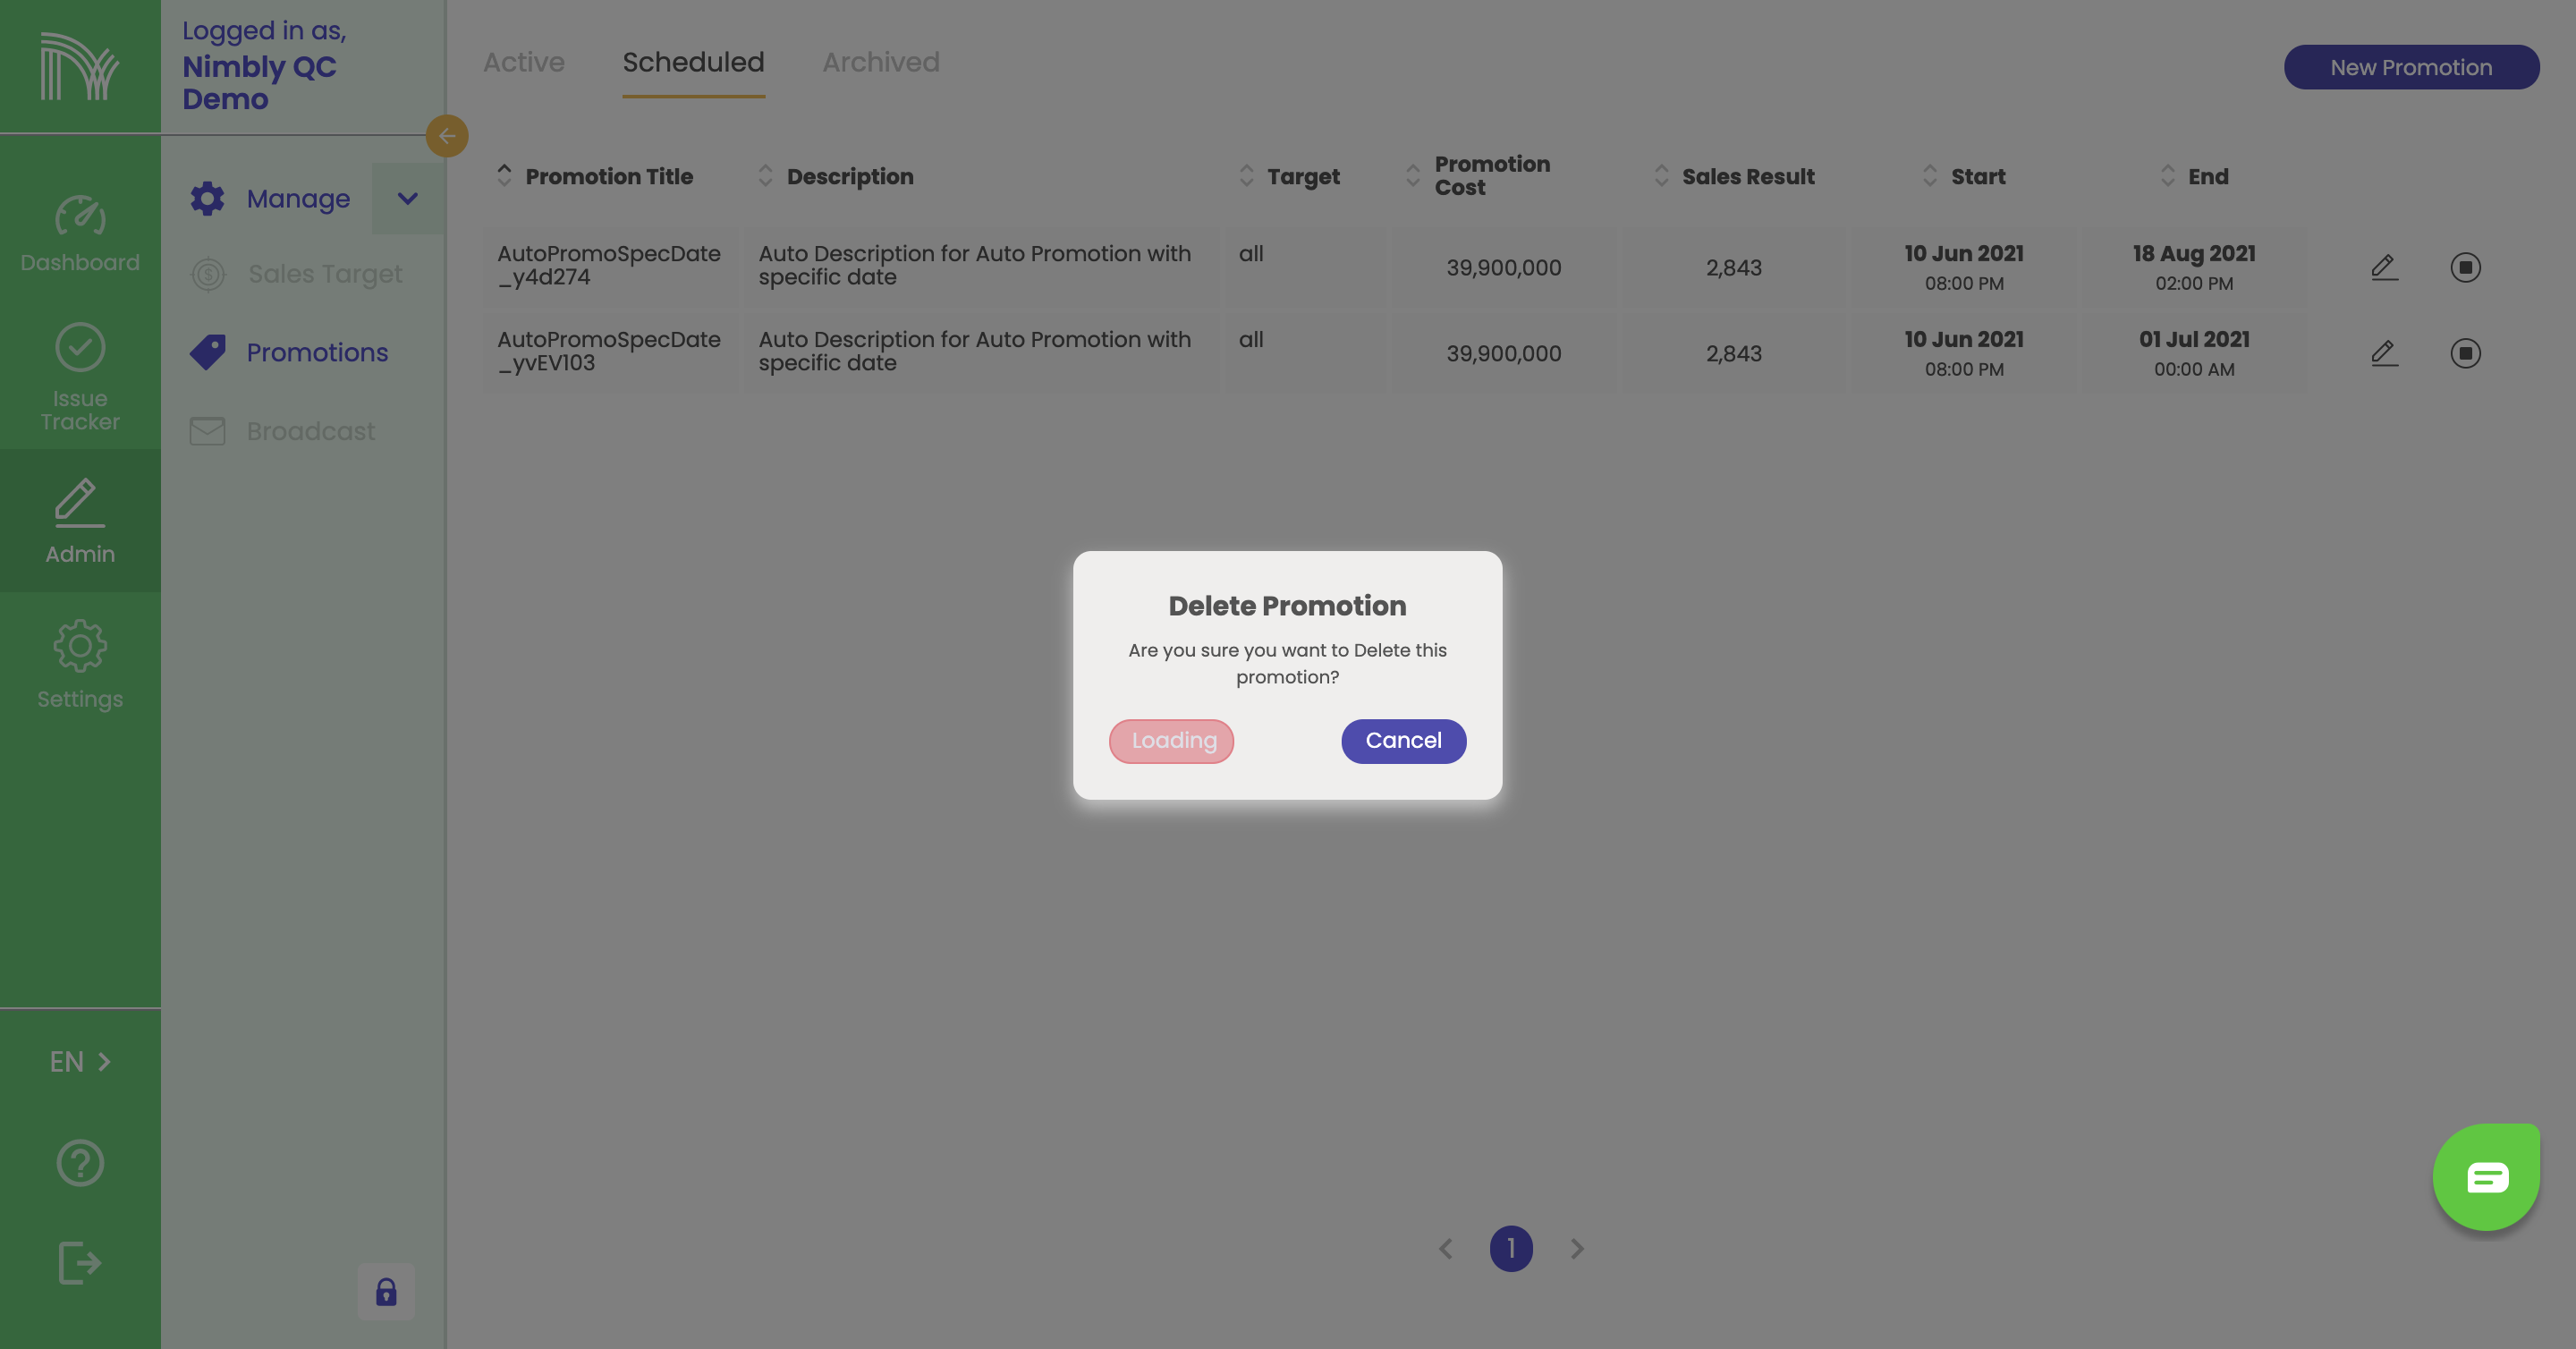 Logged in as,
Nimbly QC
Demo
Dashboard
Issue
Tracker
Admin
Settings
EN
Manage
Sales Target
Promotions
Broadcast
Active Scheduled Archived
New Promotion
Promotion Title Description Target Promotion Cost Sales Result Start End
AutoPromoSpecDate Auto Description for Auto Promotion with all 39,900,000 2,843 10 Jun 2021 18 Aug 2021
_y4d274 specific date 08:00 PM 02:00 PM
AutoPromoSpecDate Auto Description for Auto Promotion with all 39,900,000 2,843 10 Jun 2021 01 Jul 2021
_yvEV103 specific date 08:00 PM 00:00 AM
Delete Promotion
Are you sure you want to Delete this
promotion?
Loading Cancel
1